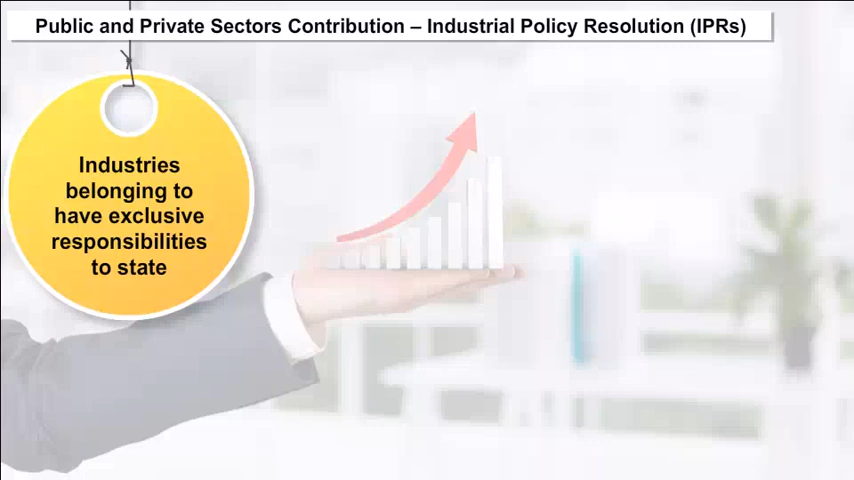 Public and Private Sectors Contribution – Industrial Policy Resolution (IPRs)
Industries
belonging to
have exclusive
responsibilities
to state